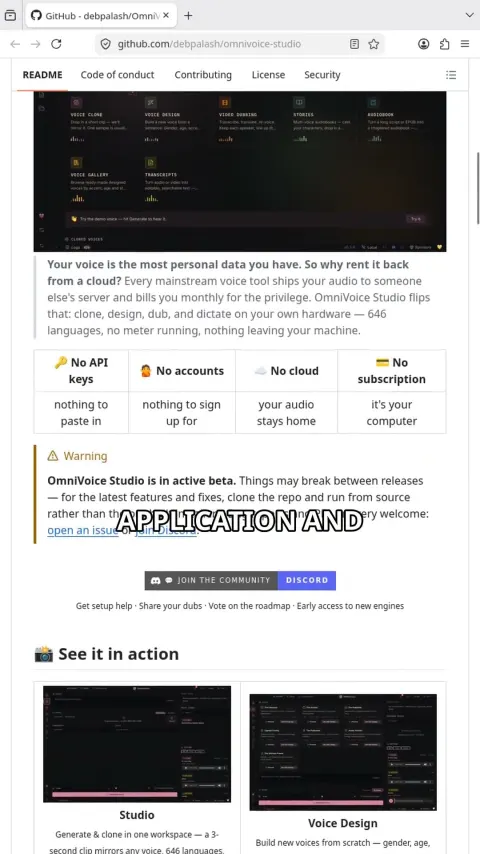 GitHub - debpalash/OmniV
github.com/debpalash/omnivoice-studio
README
Code of conduct
Contributing
License
Security
VOICE CLONE
VOICE DESIGN
VIDEO DUBBING
STORIES
AUDIOBOOK
VOICE GALLERY
TRANSCRIPTS
Your voice is the most personal data you have. So why rent it back
from a cloud? Every mainstream voice tool ships your audio to someone
else's server and bills you monthly for the privilege. OmniVoice Studio flips
that: clone, design, dub, and dictate on your own hardware — 646
languages, no meter running, nothing leaving your machine.
🔑 No API keys
🙅 No accounts
☁️ No cloud
💳 No subscription
nothing to paste in
nothing to sign up for
your audio stays home
it's your computer
Warning
OmniVoice Studio is in active beta. Things may break between releases
— for the latest features and fixes, clone the repo and run from source
rather than the
very welcome:
APPLICATION AND
open an issue or join Discord.
JOIN THE COMMUNITY DISCORD
Get setup help · Share your dubs · Vote on the roadmap · Early access to new engines
📸 See it in action
Studio
Generate & clone in one workspace — a 3-
second clip mirrors any voice, 646 languages,
Voice Design
Build new voices from scratch — gender, age,